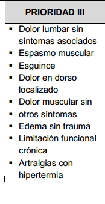 PRIORIDAD III
▪ Dolor lumbar sin
síntomas asociados
▪ Espasmo muscular
▪ Esguince
▪ Dolor en dorso
localizado
▪ Dolor muscular sin
▪ otros síntomas
▪ Edema sin trauma
▪ Limitación funcional
crónica
▪ Artralgias con
hipertermia